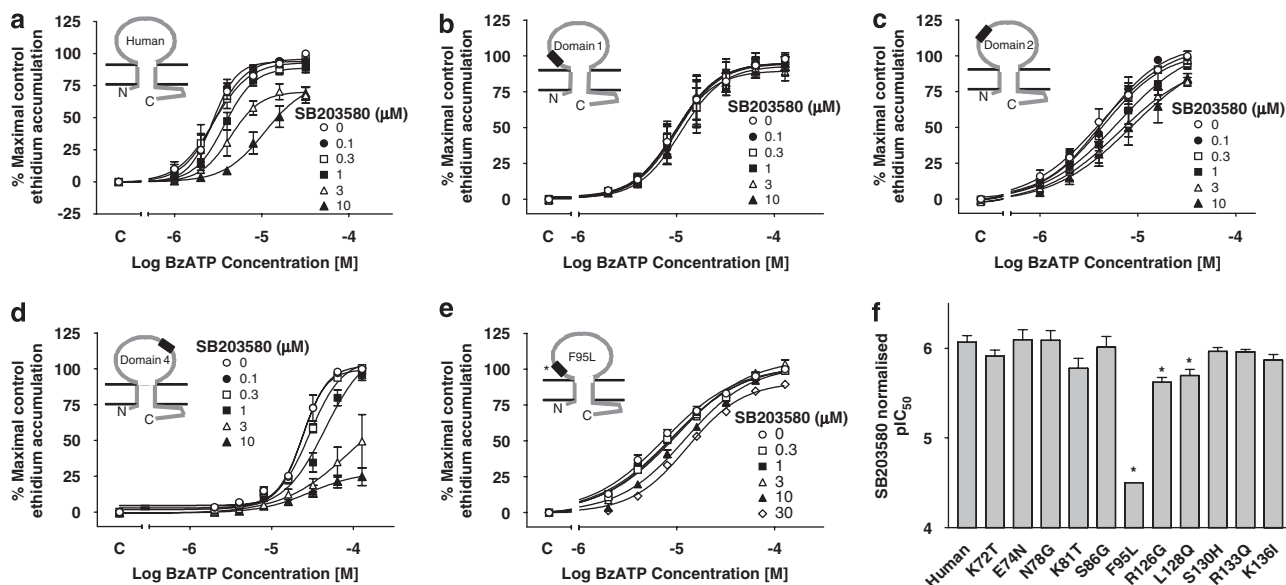 a
125
100
75
50
25
0
-25
% Maximal control
ethidium accumulation
Human
N
C
SB203580 (μM)
0
0.1
0.3
1
3
10
C
-6
-5
-4
Log BzATP Concentration [M]
b
125
100
75
50
25
0
% Maximal control
ethidium accumulation
Domain 1
N
C
SB203580 (μM)
0
0.1
0.3
1
3
10
C
-6
-5
-4
Log BzATP Concentration [M]
c
125
100
75
50
25
0
% Maximal control
ethidium accumulation
Domain 2
N
C
SB203580 (μM)
0
0.1
0.3
1
3
10
C
-6
-5
-4
Log BzATP Concentration [M]
d
125
100
75
50
25
0
% Maximal control
ethidium accumulation
Domain 4
N
C
SB203580 (μM)
0
0.1
0.3
1
3
10
C
-6
-5
-4
Log BzATP Concentration [M]
e
125
100
75
50
25
0
% Maximal control
ethidium accumulation
F95L
*
N
C
SB203580 (μM)
0
0.3
1
3
10
30
C
-6
-5
-4
Log BzATP Concentration [M]
f
6
5
4
SB203580 normalised
pIC50
*
*
*
Human
K72T
E74N
N78G
K81T
S86G
F95L
R126G
L128Q
S130H
R133Q
K136I